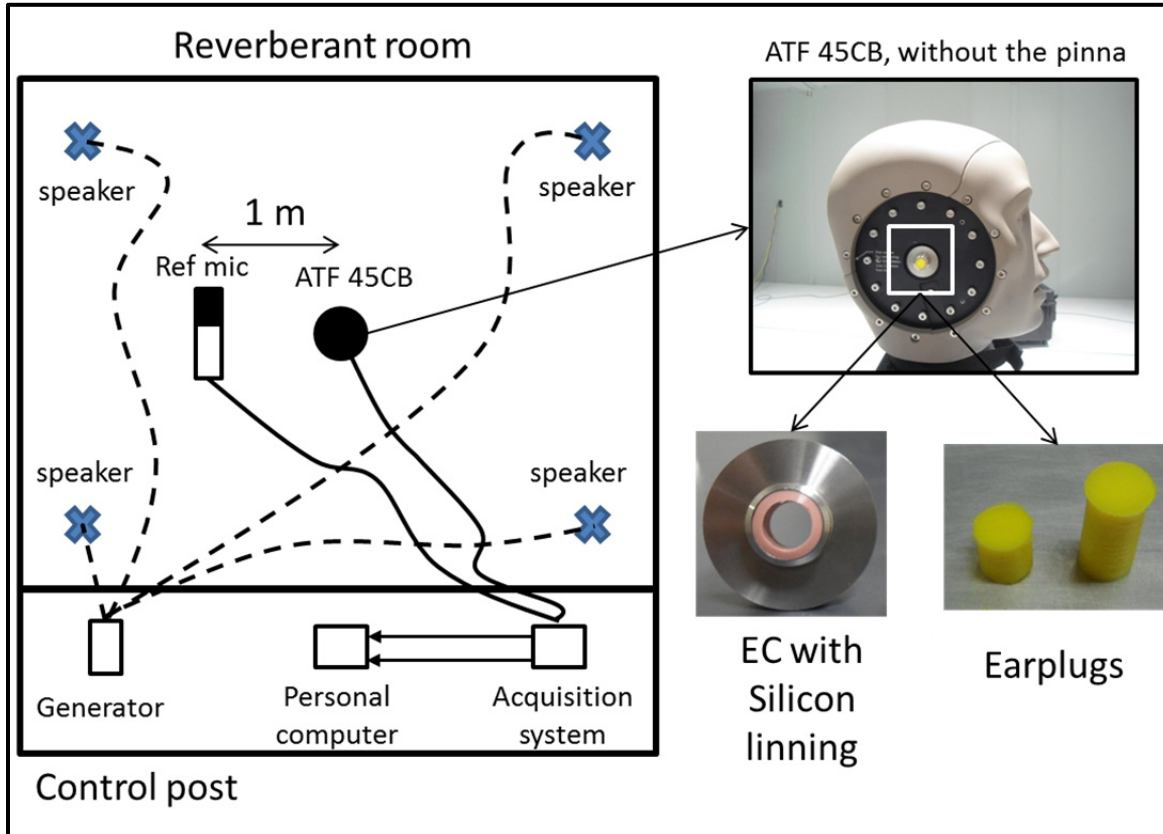 Reverberant room
speaker
speaker
1 m
Ref mic
ATF 45CB
speaker
speaker
Generator
Personal
computer
Acquisition
system
Control post
ATF 45CB, without the pinna
EC with
Silicon
linning
Earplugs